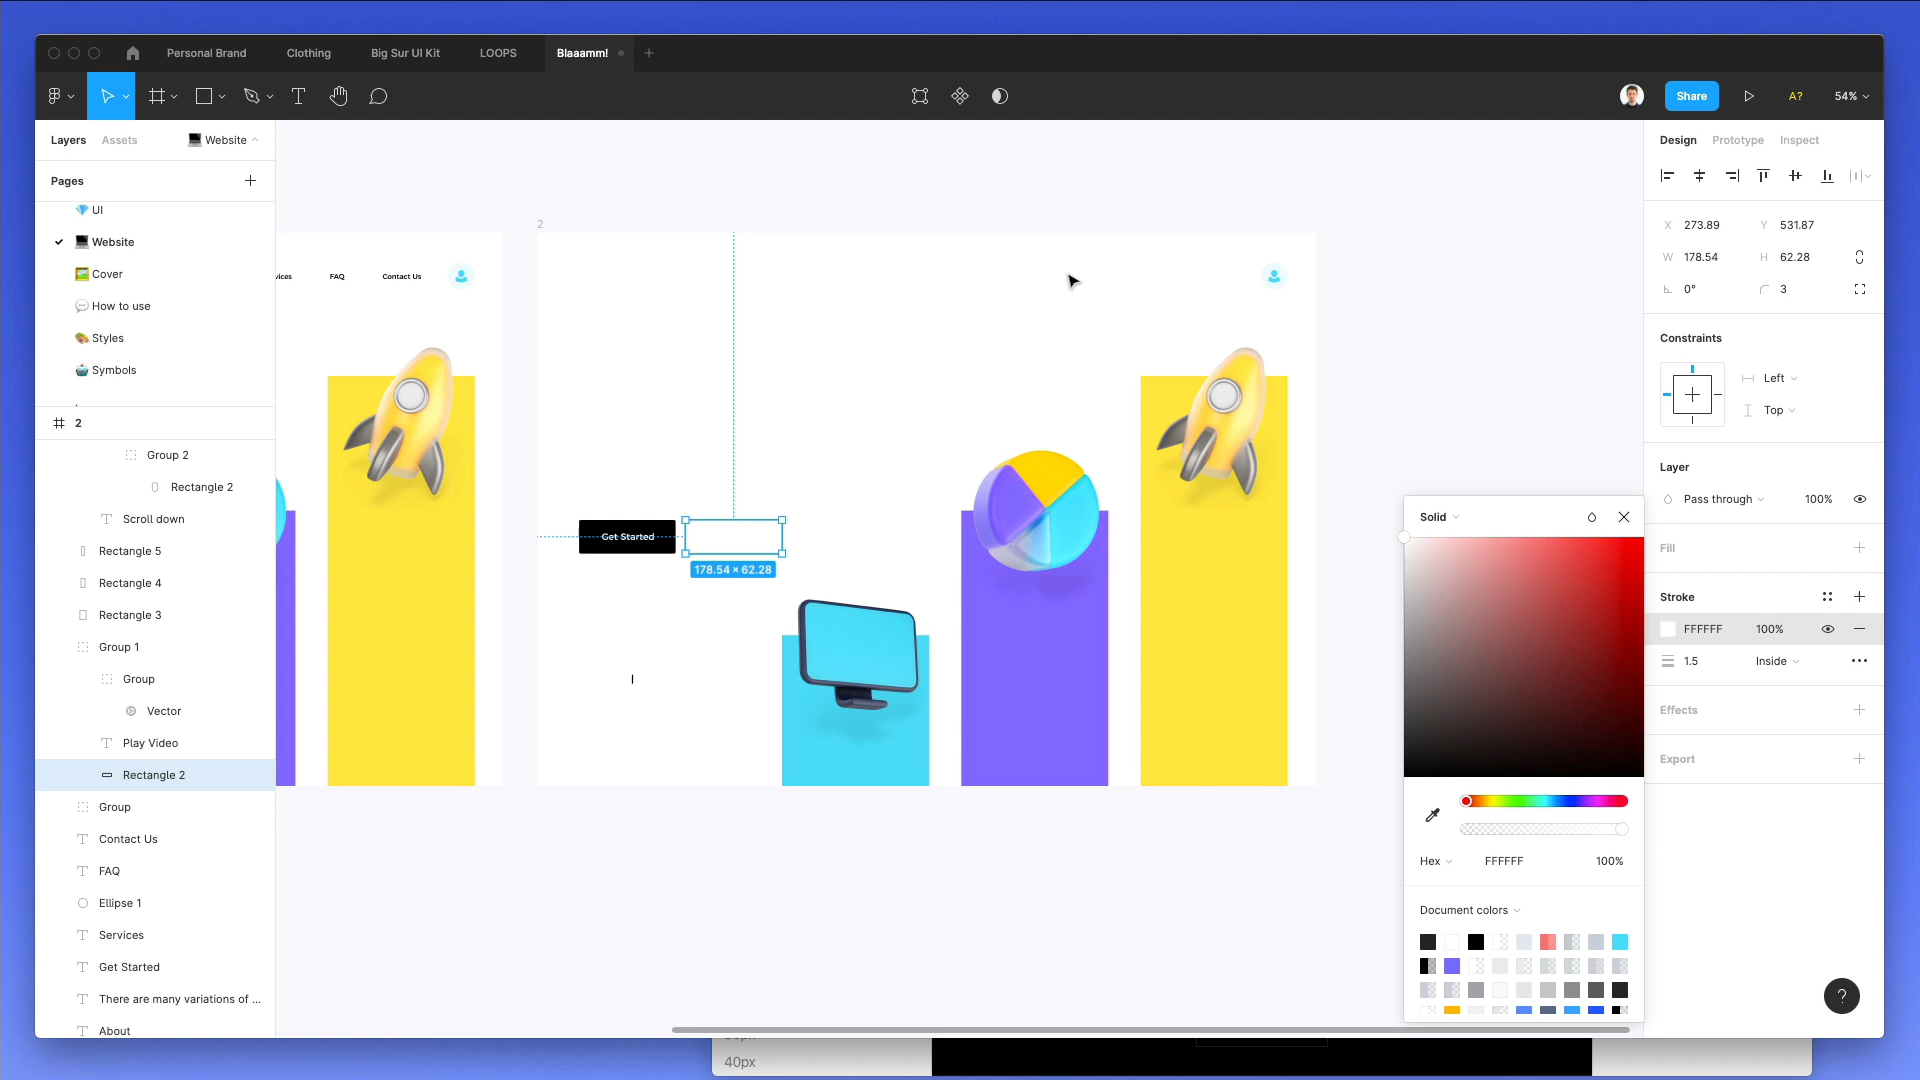 Personal Brand
Clothing
Big Sur UI Kit
LOOPS
Blaaamm!
Share
A?
54%
Layers
Assets
Website
Pages
UI
Website
Cover
How to use
Styles
Symbols
2
Group 2
Rectangle 2
Scroll down
Rectangle 5
Rectangle 4
Rectangle 3
Group 1
Group
Vector
Play Video
Rectangle 2
Group
Contact Us
FAQ
Ellipse 1
Services
Get Started
There are many variations of ...
About
vices
FAQ
Contact Us
2
Get Started
178.54 × 62.28
Design
Prototype
Inspect
X 273.89
Y 531.87
W 178.54
H 62.28
0°
3
Constraints
Left
Top
Layer
Pass through
100%
Fill
Stroke
FFFFFF
100%
1.5
Inside
Effects
Export
Solid
Hex
FFFFFF
100%
Document colors
?
40px